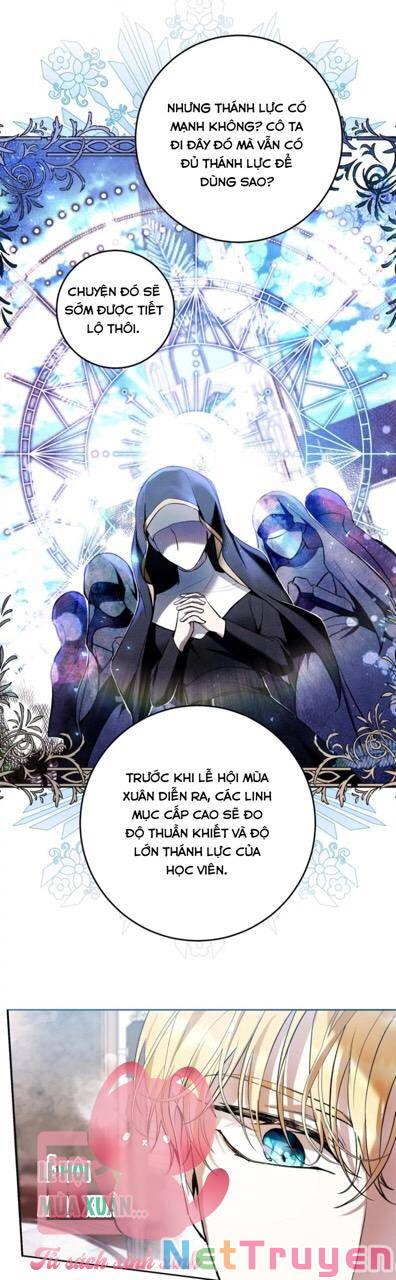 NHƯNG THÁNH LỰC CÓ
MẠNH KHÔNG? CÔ TA
ĐI ĐÂY ĐÓ MÀ VẪN CÓ
ĐỦ THÁNH LỰC ĐỂ
DÙNG SAO?
CHUYỆN ĐÓ SẼ
SỚM ĐƯỢC TIẾT
LỘ THÔI.
TRƯỚC KHI LỄ HỘI MÙA
XUÂN DIỄN RA, CÁC LINH
MỤC CẤP CAO SẼ ĐO
ĐỘ THUẦN KHIẾT VÀ ĐỘ
LỚN THÁNH LỰC CỦA
HỌC VIÊN.
LỄ HỘI
MÙA
XUÂN...
Tủ sách sinh
NetTruyen